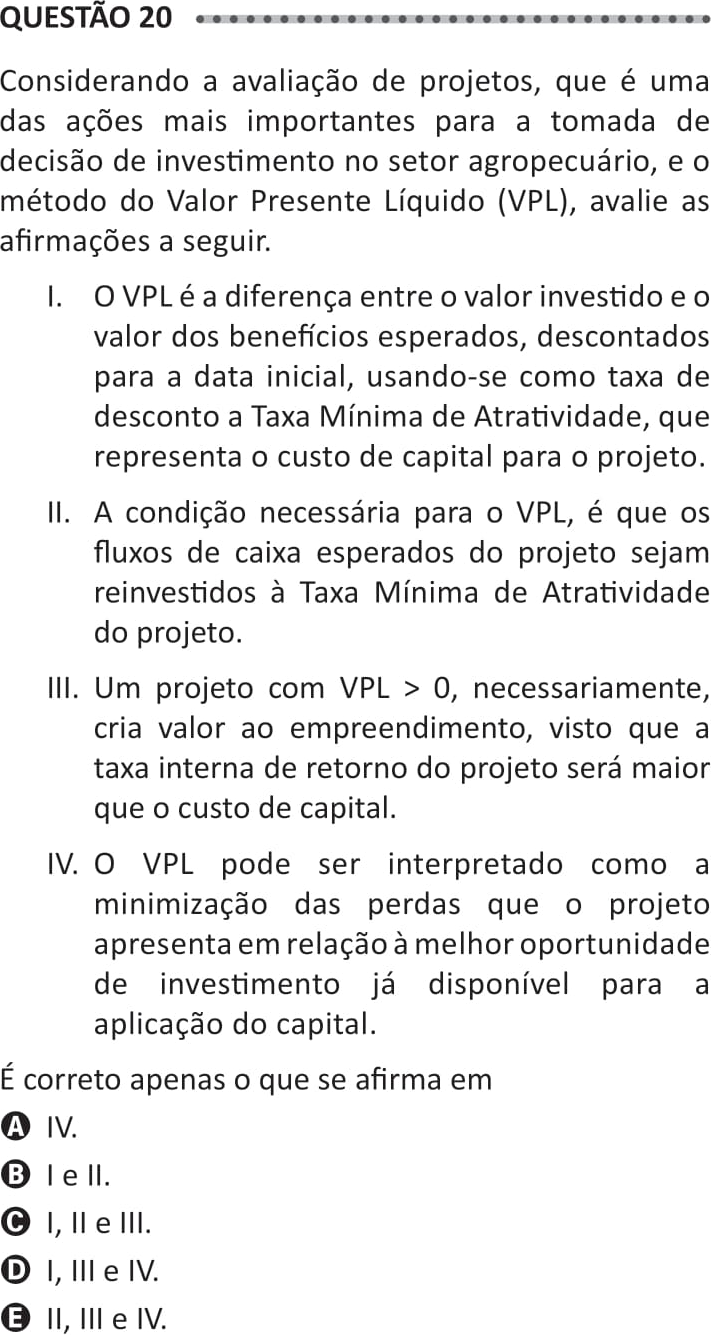 QUESTÃO 20
Considerando a avaliação de projetos, que é uma
das ações mais importantes para a tomada de
decisão de investimento no setor agropecuário, e o
método do Valor Presente Líquido (VPL), avalie as
afirmações a seguir.
I. O VPL é a diferença entre o valor investido e o
valor dos benefícios esperados, descontados
para a data inicial, usando-se como taxa de
desconto a Taxa Mínima de Atratividade, que
representa o custo de capital para o projeto.
II. A condição necessária para o VPL, é que os
fluxos de caixa esperados do projeto sejam
reinvestidos à Taxa Mínima de Atratividade
do projeto.
III. Um projeto com VPL > 0, necessariamente,
cria valor ao empreendimento, visto que a
taxa interna de retorno do projeto será maior
que o custo de capital.
IV. O VPL pode ser interpretado como a
minimização das perdas que o projeto
apresenta em relação à melhor oportunidade
de investimento já disponível para a
aplicação do capital.
É correto apenas o que se afirma em
A IV.
B I e II.
C I, II e III.
D I, III e IV.
E II, III e IV.